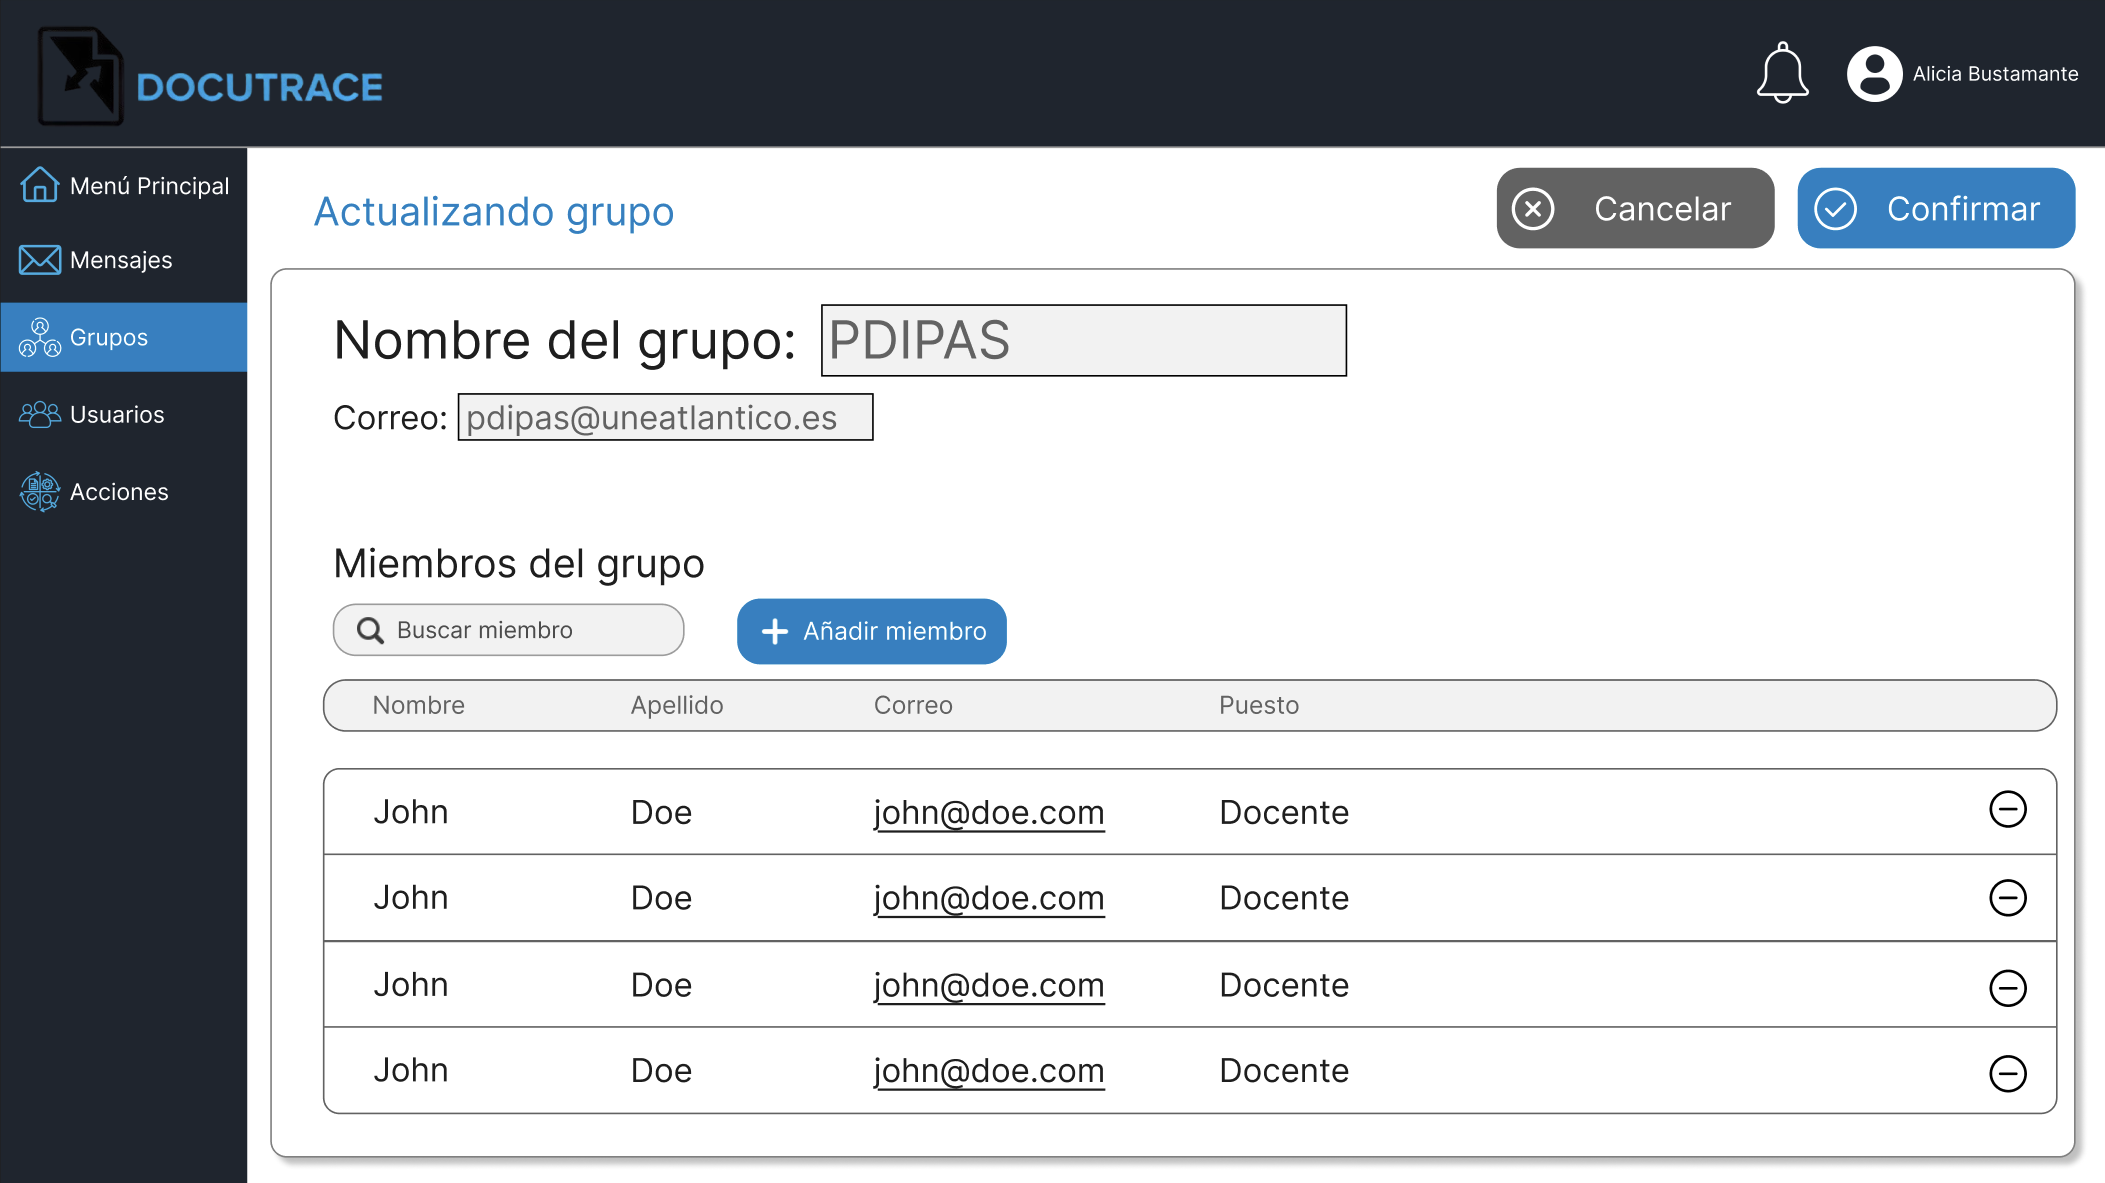 DOCUTRACE
Alicia Bustamante
Menú Principal
Mensajes
Grupos
Usuarios
Acciones
Actualizando grupo
Cancelar
Confirmar
Nombre del grupo: PDIPAS
Correo: pdipas@uneatlantico.es
Miembros del grupo
Buscar miembro
Añadir miembro
Nombre Apellido Correo Puesto
John Doe john@doe.com Docente
John Doe john@doe.com Docente
John Doe john@doe.com Docente
John Doe john@doe.com Docente